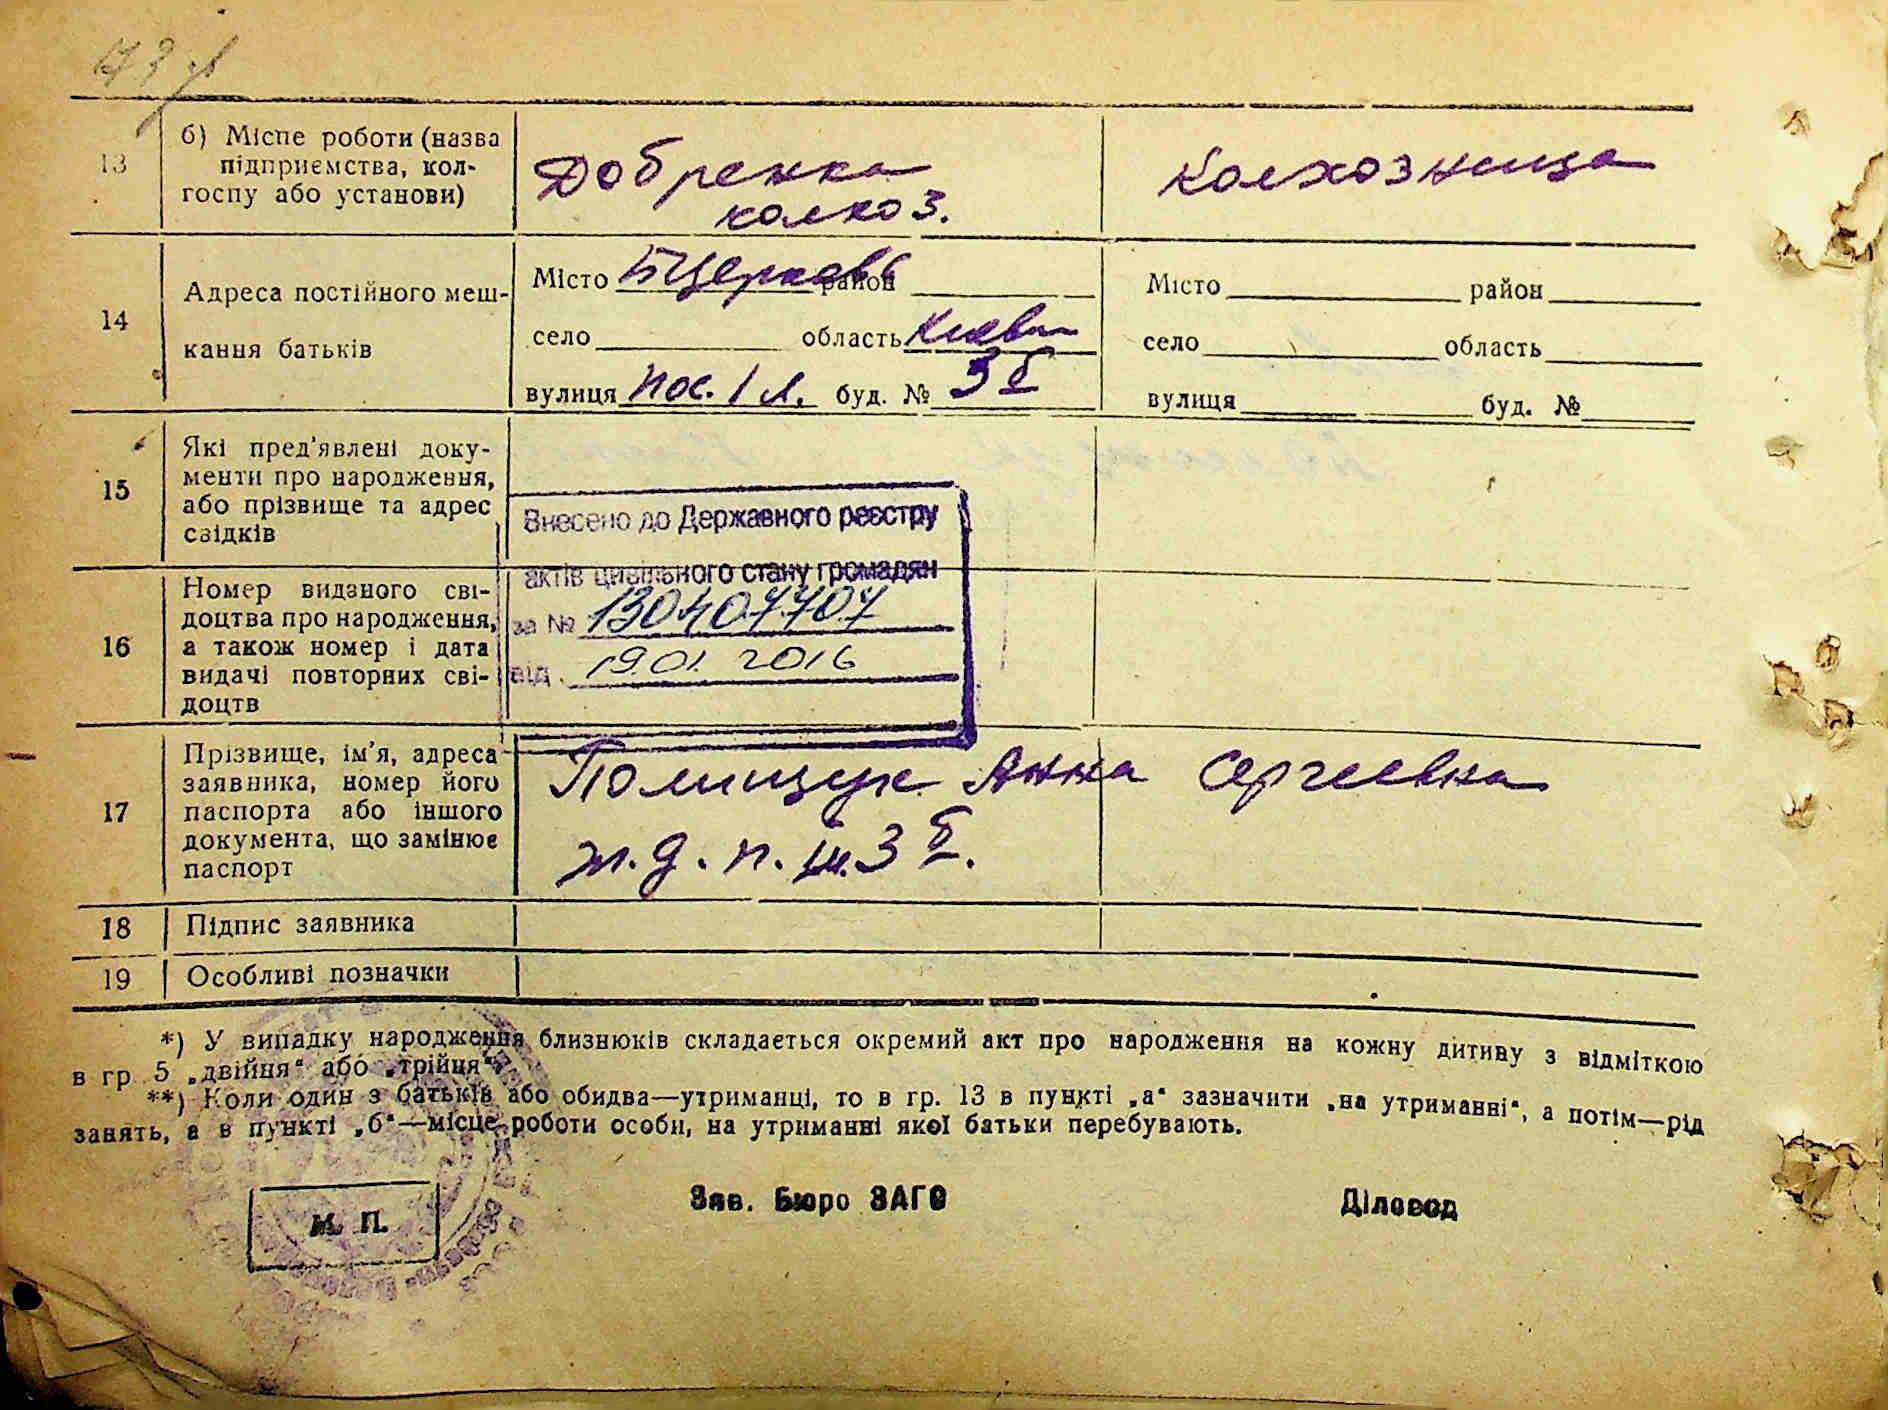 13
б) Місце роботи (назва
підприємства, кол-
госпу або установи)
Добренка
колхоз.
Колхозница
14
Адреса постійного меш-
кання батьків
Місто Бцерковь район
село область Киевск
вулиця пос. 1 л. буд. № 3 б
Місто район
село область
вулиця буд. №
15
Які пред'явлені доку-
менти про народження,
або прізвище та адрес
свідків
Внесено до Державного реєстру
актів цивільного стану громадян
за № 130407707
від 19.01.2016
16
Номер виданого сві-
доцтва про народження,
а також номер і дата
видачі повторних сві-
доцтв
17
Прізвище, ім'я, адреса
заявника, номер його
паспорта або іншого
документа, що замінює
паспорт
Полищук Анна Сергеевна
ж.д. п. ш. 3 б.
18 Підпис заявника
19 Особливі позначки
*) У випадку народження близнюків складається окремий акт про народження на кожну дитину з відміткою
в гр 5 „двійня“ або „трійня“.
**) Коли один з батьків або обидва—утриманці, то в гр. 13 в пункті „а“ зазначити „на утриманні“, а потім—рід
занять, а в пункті „б“—місце роботи особи, на утриманні якої батьки перебувають.
М. П.
Зав. Бюро ЗАГС
Діловод